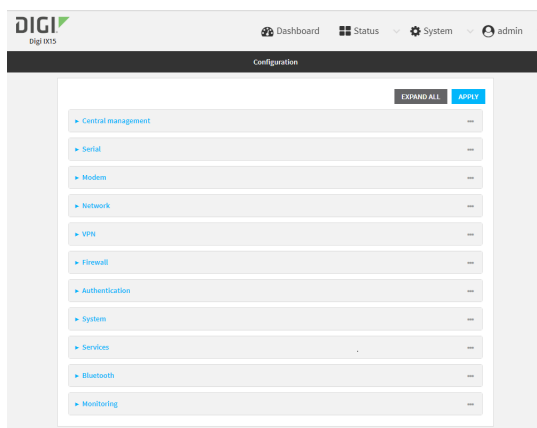 DIGI
Digi IX15
Dashboard Status System admin
Configuration
EXPAND ALL APPLY
Central management
Serial
Modem
Network
VPN
Firewall
Authentication
System
Services
Bluetooth
Monitoring